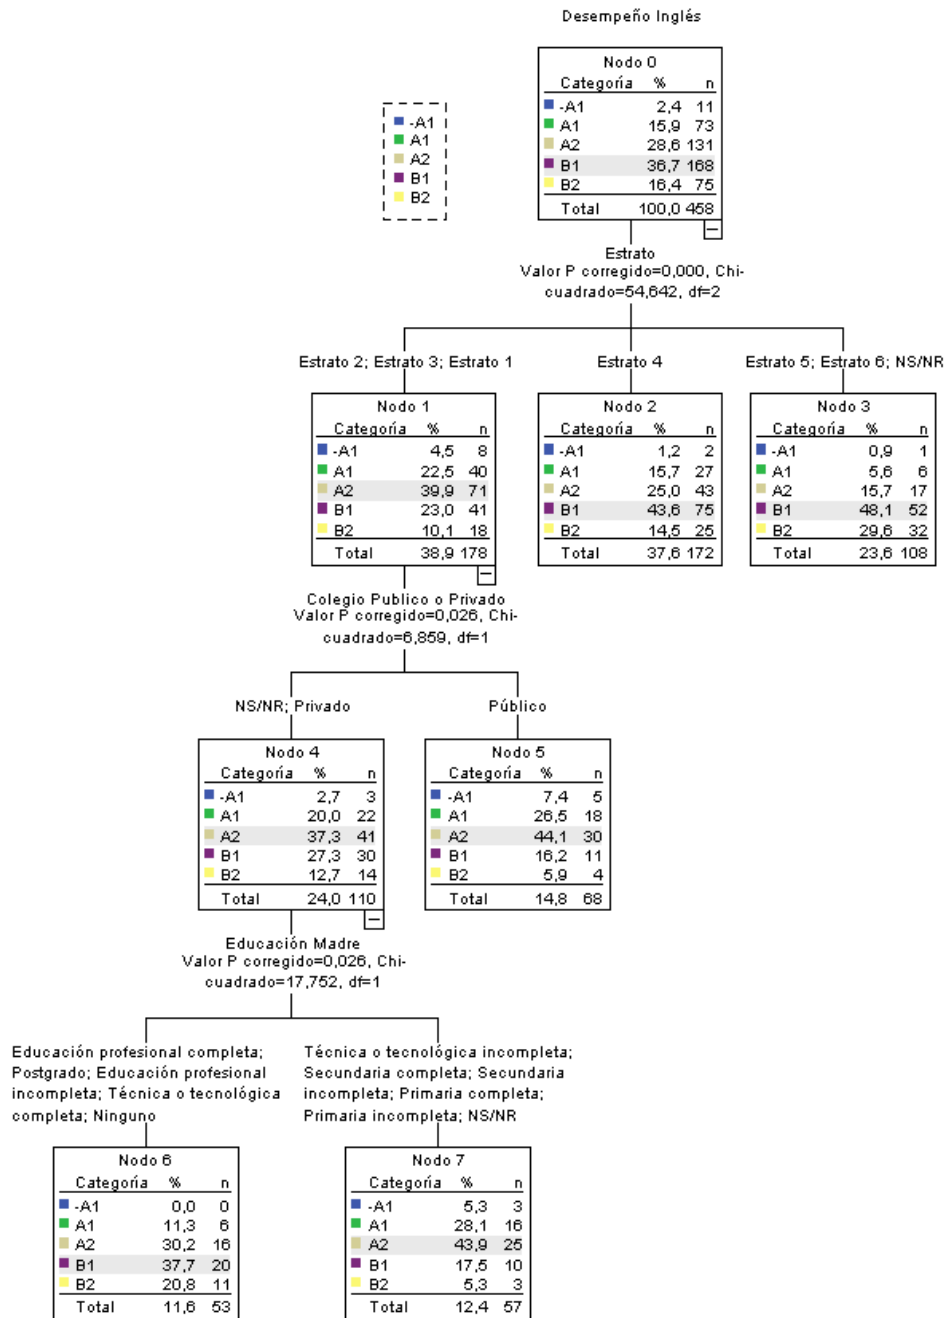 Desempeño Inglés
Nodo 0
Categoría % n
-A1 2,4 11
A1 15,9 73
A2 28,6 131
B1 36,7 168
B2 16,4 75
Total 100,0 458
-A1
A1
A2
B1
B2
Estrato
Valor P corregido=0,000, Chi-
cuadrado=54,642, df=2
Estrato 2; Estrato 3; Estrato 1
Estrato 4
Estrato 5; Estrato 6; NS/NR
Nodo 1
Categoría % n
-A1 4,5 8
A1 22,5 40
A2 39,9 71
B1 23,0 41
B2 10,1 18
Total 38,9 178
Nodo 2
Categoría % n
-A1 1,2 2
A1 15,7 27
A2 25,0 43
B1 43,6 75
B2 14,5 25
Total 37,6 172
Nodo 3
Categoría % n
-A1 0,9 1
A1 5,6 6
A2 15,7 17
B1 48,1 52
B2 29,6 32
Total 23,6 108
Colegio Publico o Privado
Valor P corregido=0,026, Chi-
cuadrado=6,859, df=1
NS/NR; Privado
Público
Nodo 4
Categoría % n
-A1 2,7 3
A1 20,0 22
A2 37,3 41
B1 27,3 30
B2 12,7 14
Total 24,0 110
Nodo 5
Categoría % n
-A1 7,4 5
A1 26,5 18
A2 44,1 30
B1 16,2 11
B2 5,9 4
Total 14,8 68
Educación Madre
Valor P corregido=0,026, Chi-
cuadrado=17,752, df=1
Educación profesional completa;
Postgrado; Educación profesional
incompleta; Técnica o tecnológica
completa; Ninguno
Técnica o tecnológica incompleta;
Secundaria completa; Secundaria
incompleta; Primaria completa;
Primaria incompleta; NS/NR
Nodo 6
Categoría % n
-A1 0,0 0
A1 11,3 6
A2 30,2 16
B1 37,7 20
B2 20,8 11
Total 11,6 53
Nodo 7
Categoría % n
-A1 5,3 3
A1 28,1 16
A2 43,9 25
B1 17,5 10
B2 5,3 3
Total 12,4 57